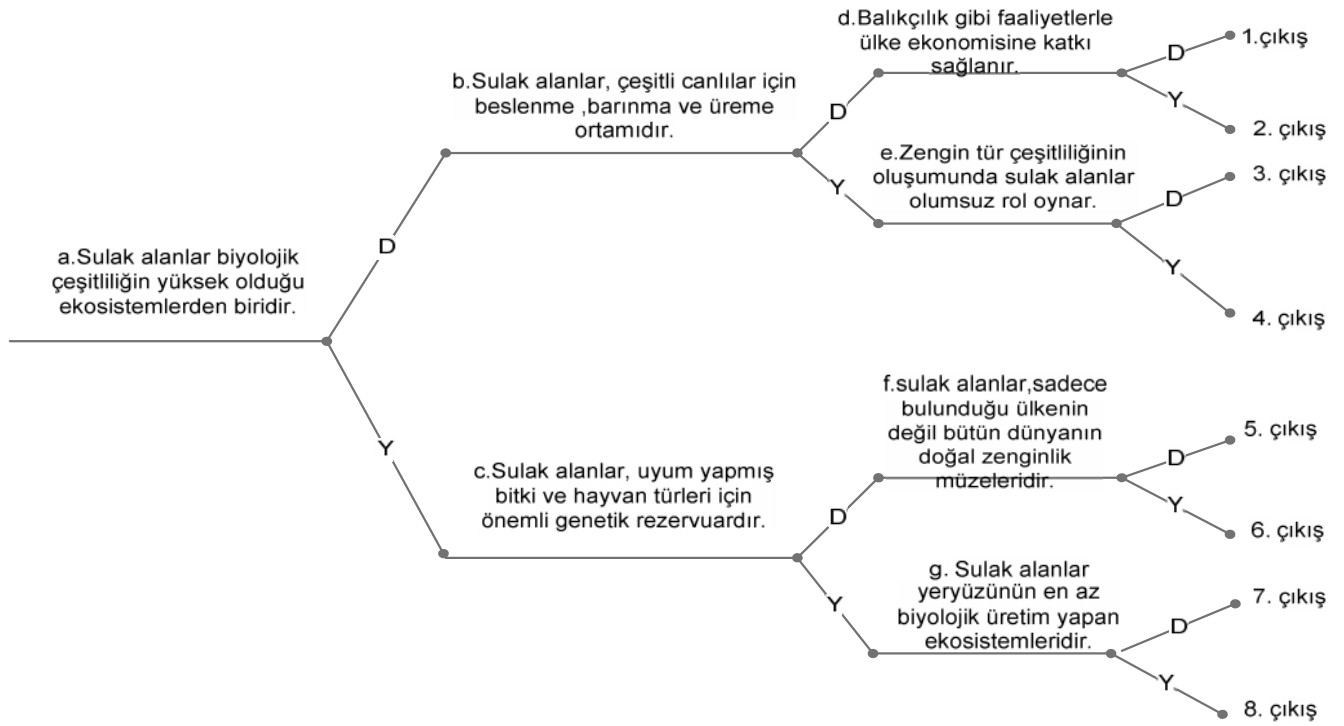 a.Sulak alanlar biyolojik
çeşitliliğin yüksek olduğu
ekosistemlerden biridir.
D
Y
b.Sulak alanlar, çeşitli canlılar için
beslenme ,barınma ve üreme
ortamıdır.
D
Y
d.Balıkçılık gibi faaliyetlerle
ülke ekonomisine katkı
sağlanır.
D
Y
1.çıkış
2. çıkış
e.Zengin tür çeşitliliğinin
oluşumunda sulak alanlar
olumsuz rol oynar.
D
Y
3. çıkış
4. çıkış
c.Sulak alanlar, uyum yapmış
bitki ve hayvan türleri için
önemli genetik rezervuardır.
D
Y
f.sulak alanlar,sadece
bulunduğu ülkenin
değil bütün dünyanın
doğal zenginlik
müzeleridir.
D
Y
5. çıkış
6. çıkış
g. Sulak alanlar
yeryüzünün en az
biyolojik üretim yapan
ekosistemleridir.
D
Y
7. çıkış
8. çıkış